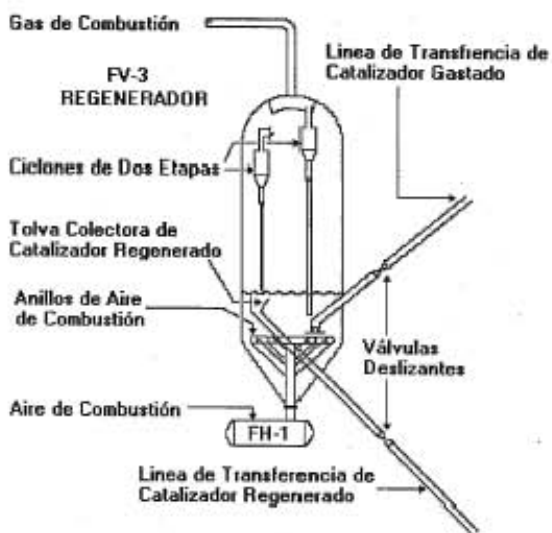 Gas de Combustión
Linea de Transfiencia de
Catalizador Gastado
FV-3
REGENERADOR
Ciclones de Dos Etapas
Tolva Colectora de
Catalizador Regenerado
Anillos de Aire
de Combustión
Válvulas
Deslizantes
Aire de Combustión
FH-1
Linea de Transferencia de
Catalizador Regenerado